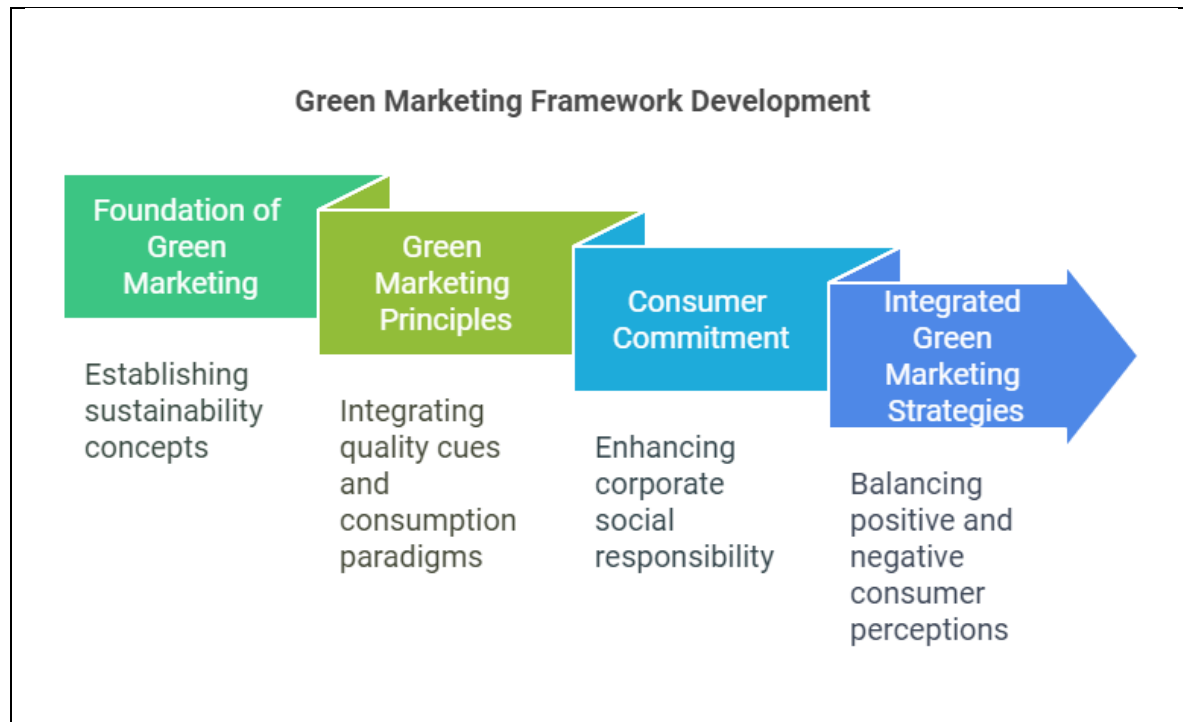 Green Marketing Framework Development
Foundation of
Green
Marketing
Establishing
sustainability
concepts
Green
Marketing
Principles
Integrating
quality cues
and
consumption
paradigms
Consumer
Commitment
Enhancing
corporate
social
responsibility
Integrated
Green
Marketing
Strategies
Balancing
positive and
negative
consumer
perceptions